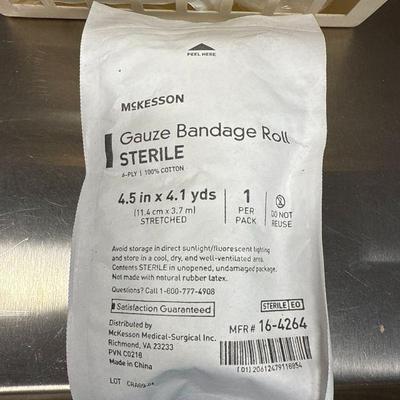 PEEL HERE
McKESSON
Gauze Bandage Roll
STERILE
6-PLY | 100% COTTON
4.5 in x 4.1 yds
(11.4 cm x 3.7 m)
STRETCHED
1
PER
PACK
DO NOT
REUSE
Avoid storage in direct sunlight/fluorescent lighting
and store in a cool, dry, and well-ventilated area.
Contents STERILE in unopened, undamaged package.
Not made with natural rubber latex.
Questions? Call 1-800-777-4908
Satisfaction Guaranteed
STERILE EO
Distributed by
McKesson Medical-Surgical Inc.
Richmond, VA 23233
PVN C0218
Made in China
MFR # 16-4264
(01) 20612479118854
LOT